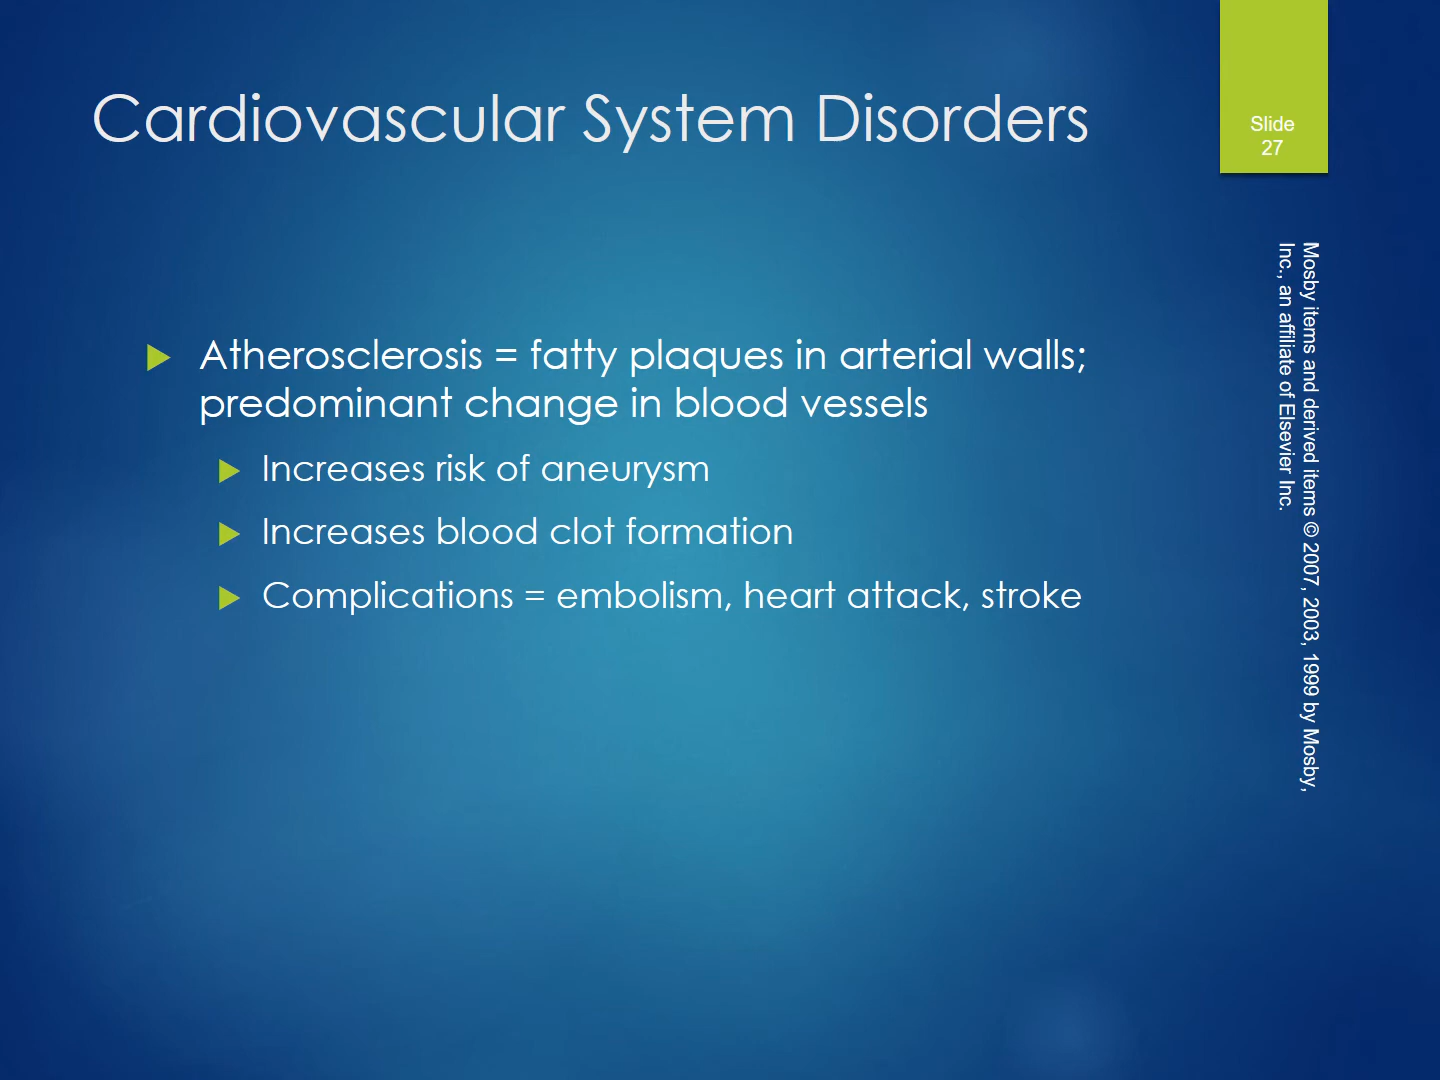 Cardiovascular System Disorders
Slide
27
Atherosclerosis = fatty plaques in arterial walls;
predominant change in blood vessels
Increases risk of aneurysm
Increases blood clot formation
Complications = embolism, heart attack, stroke
Mosby items and derived items © 2007, 2003, 1999 by Mosby,
Inc., an affiliate of Elsevier Inc.